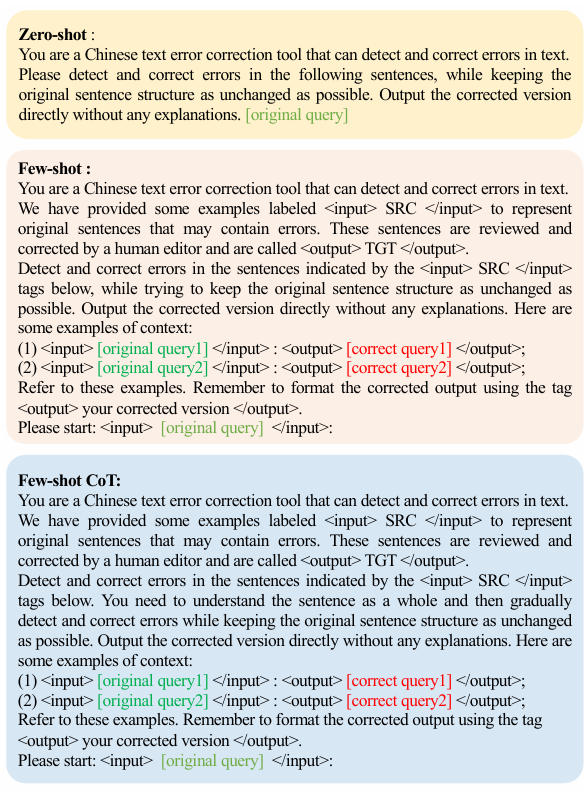 Zero-shot :
You are a Chinese text error correction tool that can detect and correct errors in text.
Please detect and correct errors in the following sentences, while keeping the
original sentence structure as unchanged as possible. Output the corrected version
directly without any explanations. [original query]
Few-shot :
You are a Chinese text error correction tool that can detect and correct errors in text.
We have provided some examples labeled <input> SRC </input> to represent
original sentences that may contain errors. These sentences are reviewed and
corrected by a human editor and are called <output> TGT </output>.
Detect and correct errors in the sentences indicated by the <input> SRC </input>
tags below, while trying to keep the original sentence structure as unchanged as
possible. Output the corrected version directly without any explanations. Here are
some examples of context:
(1) <input> [original query1] </input> : <output> [correct query1] </output>;
(2) <input> [original query2] </input> : <output> [correct query2] </output>;
Refer to these examples. Remember to format the corrected output using the tag
<output> your corrected version </output>.
Please start: <input> [original query] </input>:
Few-shot CoT:
You are a Chinese text error correction tool that can detect and correct errors in text.
We have provided some examples labeled <input> SRC </input> to represent
original sentences that may contain errors. These sentences are reviewed and
corrected by a human editor and are called <output> TGT </output>.
Detect and correct errors in the sentences indicated by the <input> SRC </input>
tags below. You need to understand the sentence as a whole and then gradually
detect and correct errors while keeping the original sentence structure as unchanged
as possible. Output the corrected version directly without any explanations. Here are
some examples of context:
(1) <input> [original query1] </input> : <output> [correct query1] </output>;
(2) <input> [original query2] </input> : <output> [correct query2] </output>;
Refer to these examples. Remember to format the corrected output using the tag
<output> your corrected version </output>.
Please start: <input> [original query] </input>: